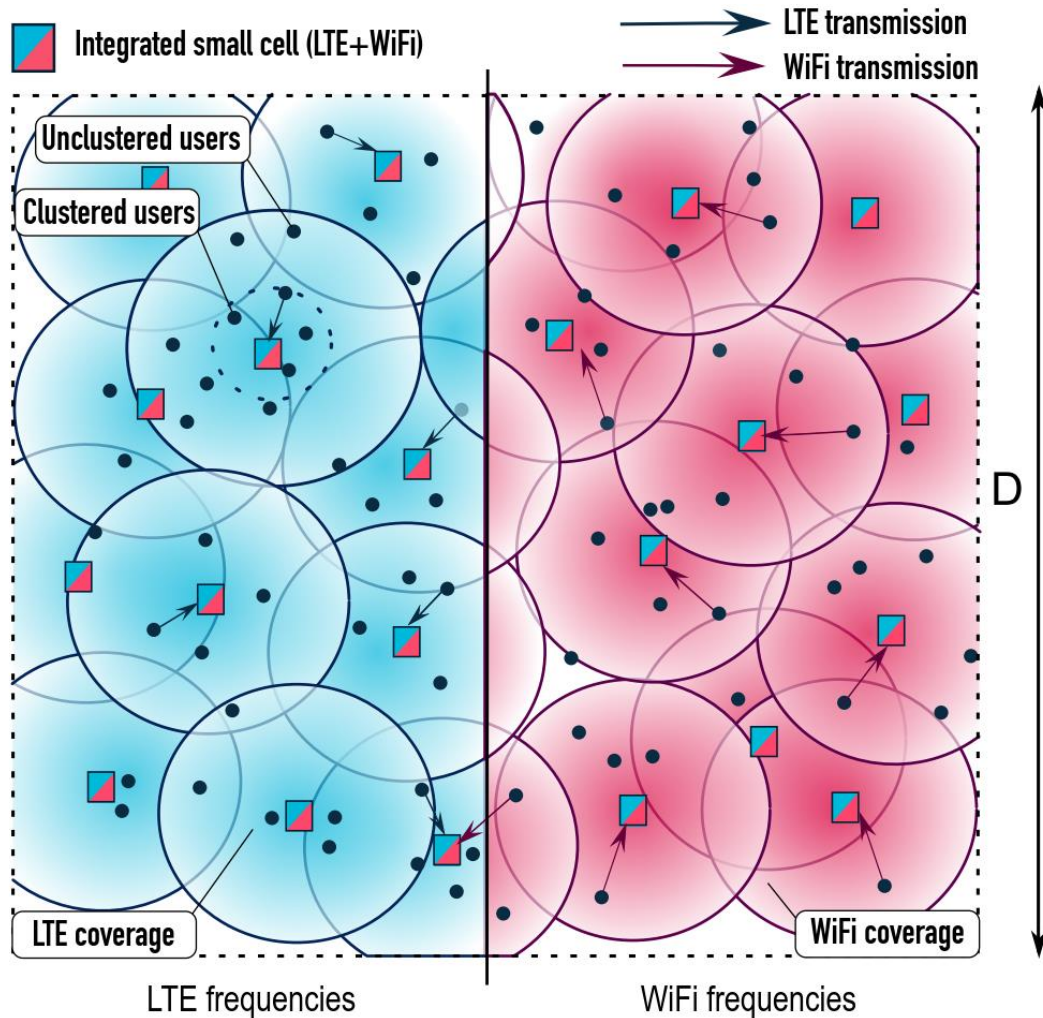 Integrated small cell (LTE+WiFi)
LTE transmission
WiFi transmission
Unclustered users
Clustered users
D
LTE coverage
WiFi coverage
LTE frequencies
WiFi frequencies